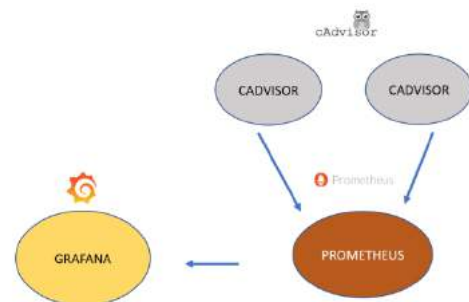 cAdvisor
CADVISOR
CADVISOR
Prometheus
GRAFANA
PROMETHEUS